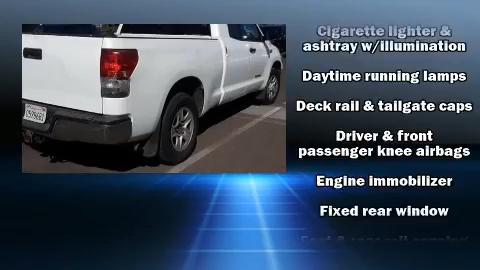 Cigarette lighter &
ashtray w/illumination
Daytime running lamps
Deck rail & tailgate caps
Driver & front
passenger knee airbags
Engine immobilizer
Fixed rear window